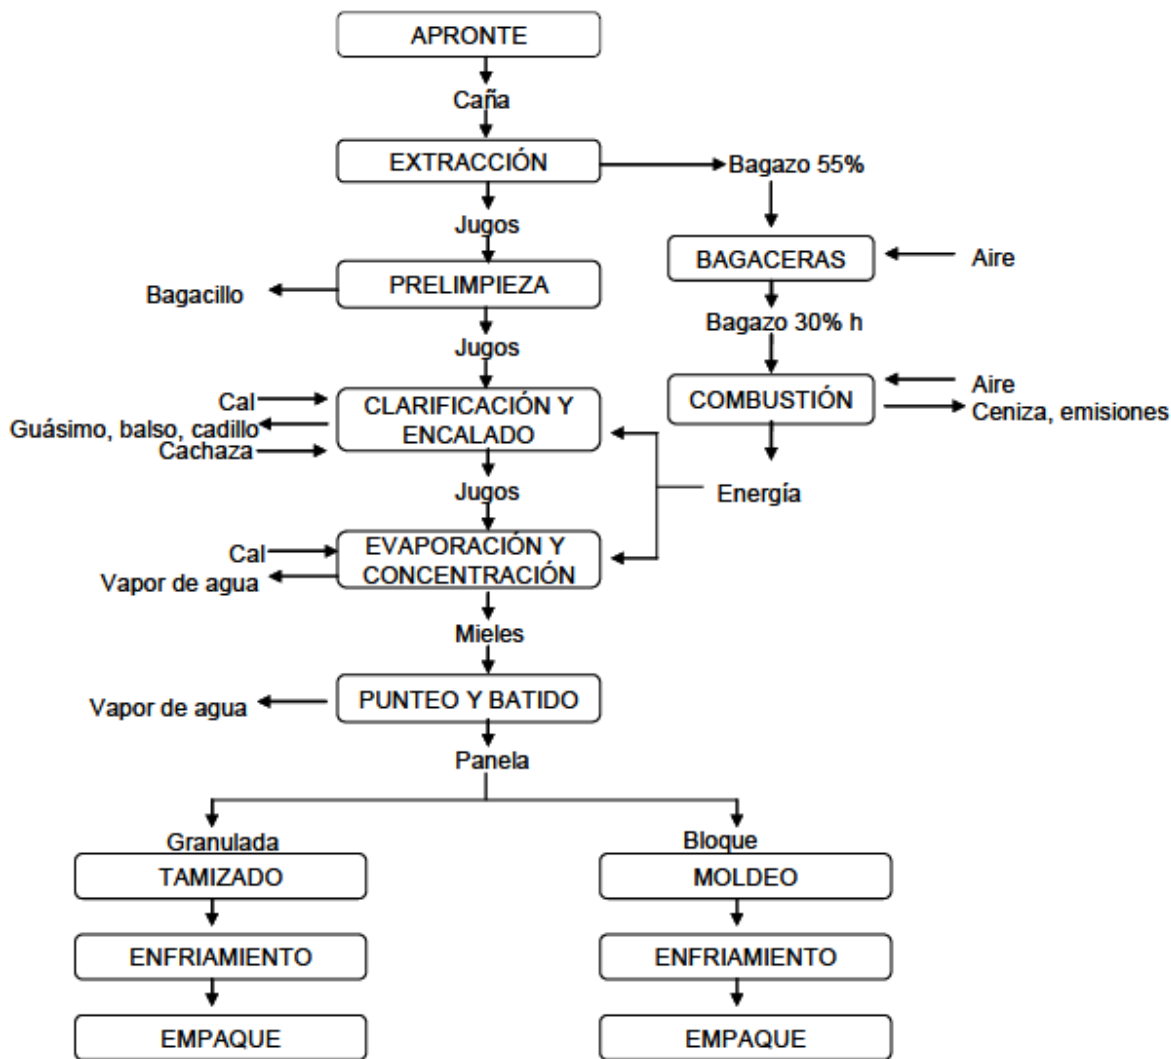 APRONTE
Caña
EXTRACCIÓN
Bagazo 55%
Jugos
BAGACERAS
Aire
PRELIMPIEZA
Bagacillo
Bagazo 30% h
Jugos
Aire
COMBUSTIÓN
Ceniza, emisiones
Cal
CLARIFICACIÓN Y
Guásimo, balso, cadillo
ENCALADO
Cachaza
Jugos
Energía
EVAPORACIÓN Y
Cal
CONCENTRACIÓN
Vapor de agua
Mieles
PUNTEO Y BATIDO
Vapor de agua
Panela
Granulada
Bloque
TAMIZADO
MOLDEO
ENFRIAMIENTO
ENFRIAMIENTO
EMPAQUE
EMPAQUE